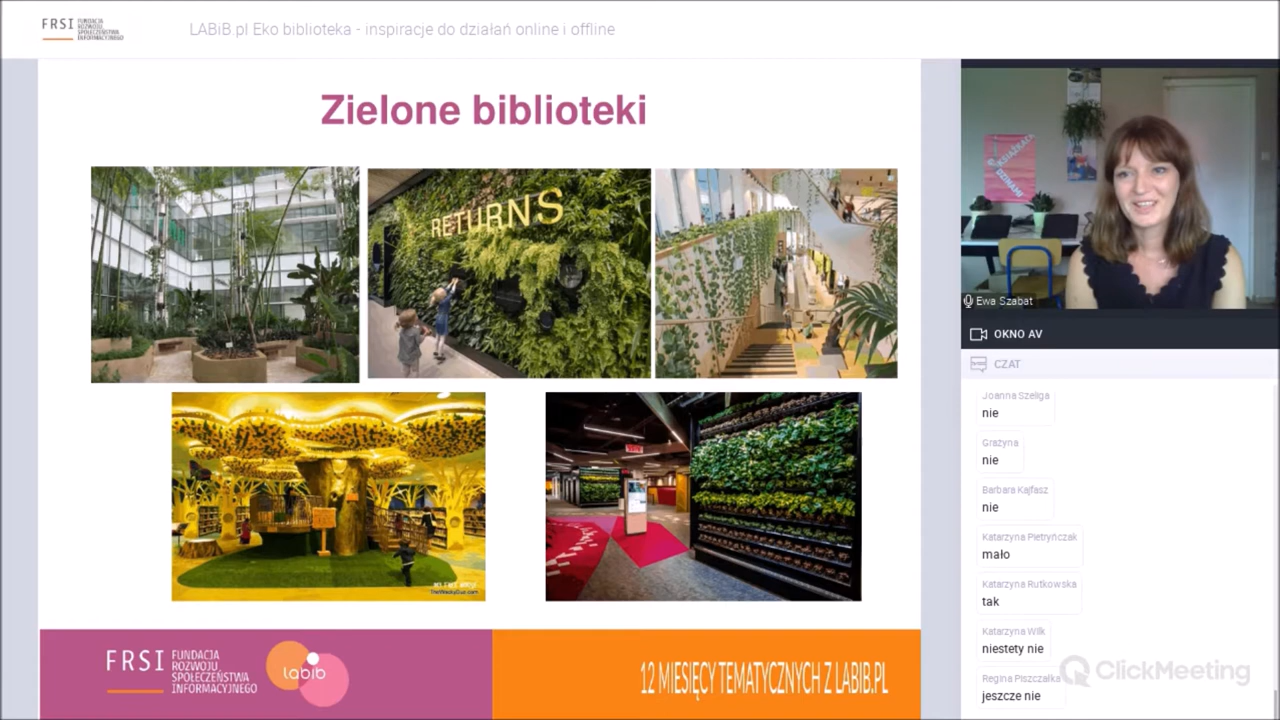 FRSI FUNDACJA
ROZWOJU
SPOŁECZEŃSTWA
INFORMACYJNEGO
LABiB.pl Eko biblioteka - inspiracje do działań online i offline
Zielone biblioteki
RETURNS
TheWackyDuo.com
FRSI FUNDACJA
ROZWOJU
SPOŁECZEŃSTWA
INFORMACYJNEGO
labib
12 MIESIĘCY TEMATYCZNYCH Z LABIB.PL
Ewa Szabat
OKNO AV
CZAT
Joanna Szeliga
nie
Grażyna
nie
Barbara Kajfasz
nie
Katarzyna Pietryńczak
mało
Katarzyna Rutkowska
tak
Katarzyna Wilk
niestety nie
Regina Piszczałka
jeszcze nie
ClickMeeting